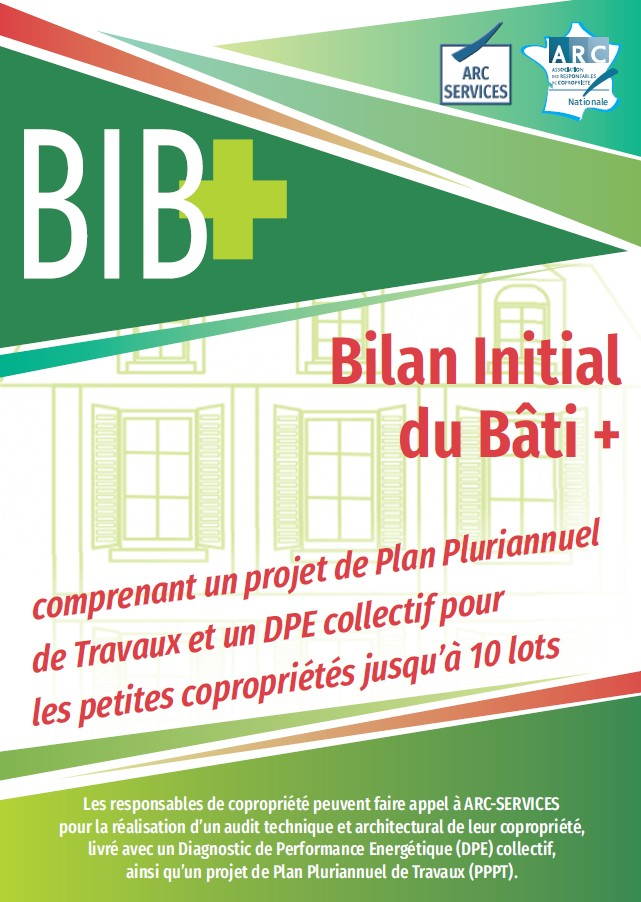 ARC
SERVICES
ARC
ASSOCIATION
DES RESPONSABLES
DE COPROPRIÉTÉ
Nationale
BIB+
Bilan Initial
du Bâti +
comprenant un projet de Plan Pluriannuel
de Travaux et un DPE collectif pour
les petites copropriétés jusqu'à 10 lots
Les responsables de copropriété peuvent faire appel à ARC-SERVICES
pour la réalisation d'un audit technique et architectural de leur copropriété,
livré avec un Diagnostic de Performance Energétique (DPE) collectif,
ainsi qu'un projet de Plan Pluriannuel de Travaux (PPPT).